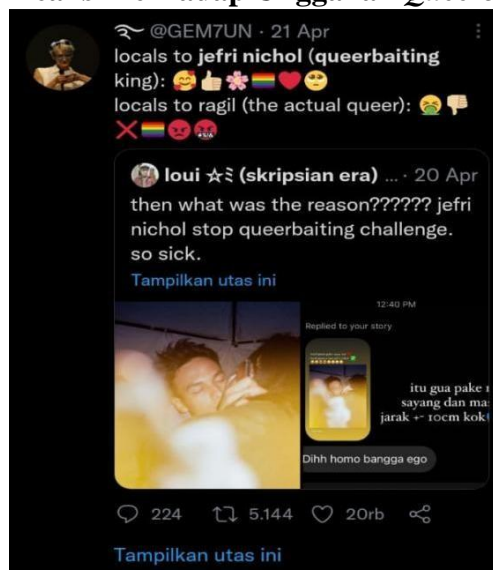 @GEM7UN · 21 Apr
locals to jefri nichol (queerbaiting
king): 🥰👍🌸🏳️‍🌈❤️🥺
locals to ragil (the actual queer): 🤮👎
❌🏳️‍🌈😡🤬
loui ☆ミ (skripsian era) ... · 20 Apr
then what was the reason?????? jefri
nichol stop queerbaiting challenge.
so sick.
Tampilkan utas ini
12:40 PM
Replied to your story
itu gua pake
sayang dan
jarak +- 10cm kok
Dihh homo bangga ego
224 5.144 20rb
Tampilkan utas ini